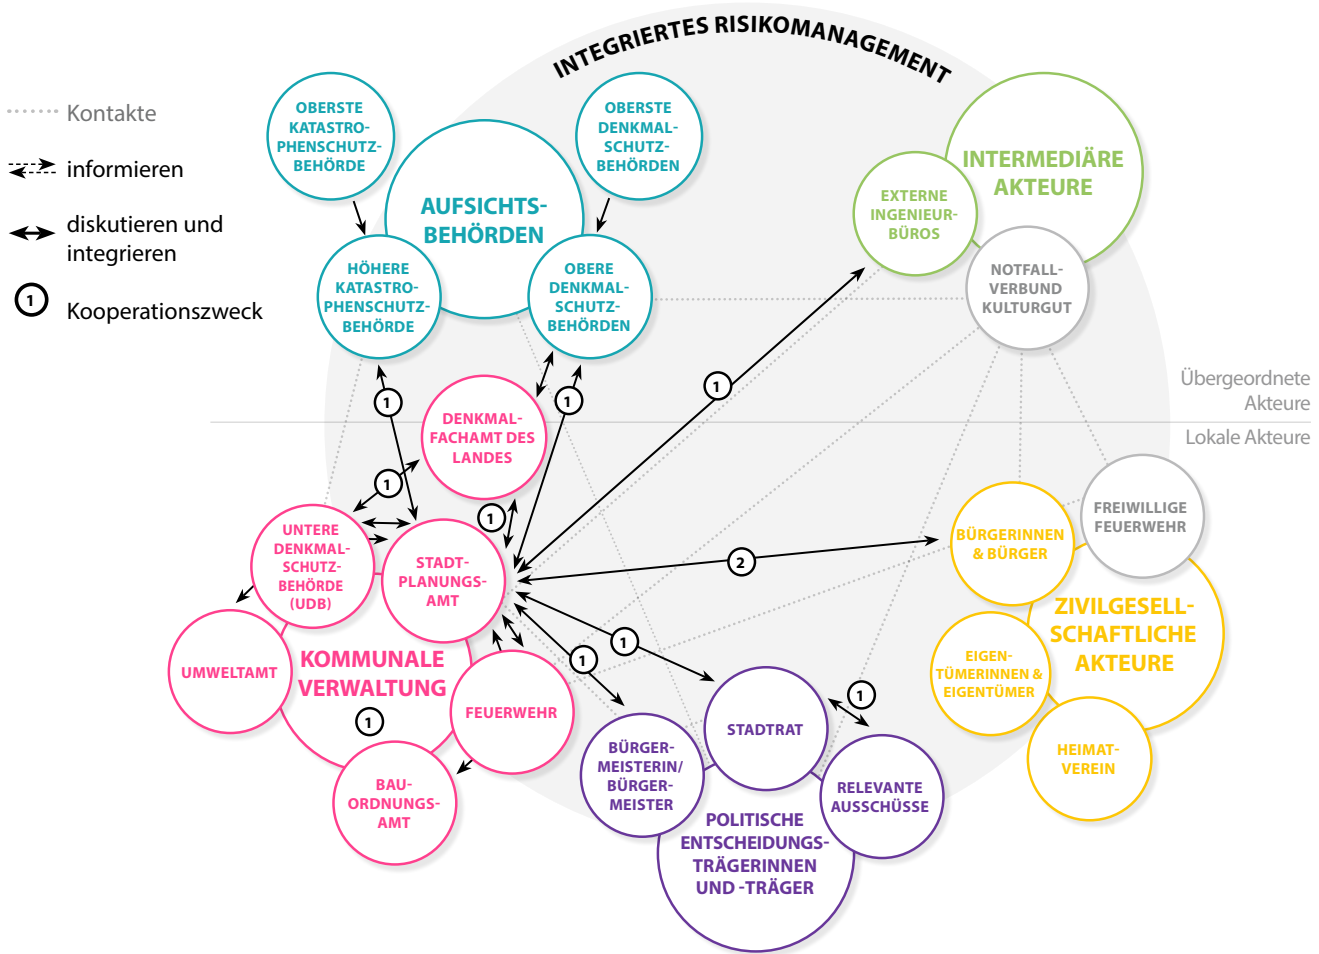 INTEGRIERTES RISIKOMANAGEMENT
Kontakte
informieren
diskutieren und
integrieren
1
Kooperationszweck
OBERSTE
KATASTRO-
PHENSCHUTZ-
BEHÖRDE
OBERSTE
DENKMAL-
SCHUTZ-
BEHÖRDEN
AUFSICHTS-
BEHÖRDEN
HÖHERE
KATASTRO-
PHENSCHUTZ-
BEHÖRDE
OBERE
DENKMAL-
SCHUTZ-
BEHÖRDEN
INTERMEDIÄRE
AKTEURE
EXTERNE
INGENIEUR-
BÜROS
NOTFALL-
VERBUND
KULTURGUT
Übergeordnete
Akteure
Lokale Akteure
1
1
1
DENKMAL-
FACHAMT DES
LANDES
1
1
UNTERE
DENKMAL-
SCHUTZ-
BEHÖRDE
(UDB)
STADT-
PLANUNGS-
AMT
2
BÜRGERINNEN
& BÜRGER
FREIWILLIGE
FEUERWEHR
ZIVILGESELL-
SCHAFTLICHE
AKTEURE
EIGEN-
TÜMERINNEN &
EIGENTÜMER
HEIMAT-
VEREIN
UMWELTAMT
KOMMUNALE
VERWALTUNG
1
FEUERWEHR
BAU-
ORDNUNGS-
AMT
1
1
1
BÜRGER-
MEISTERIN/
BÜRGER-
MEISTER
STADTRAT
RELEVANTE
AUSSCHÜSSE
POLITISCHE
ENTSCHEIDUNGS-
TRÄGERINNEN
UND -TRÄGER